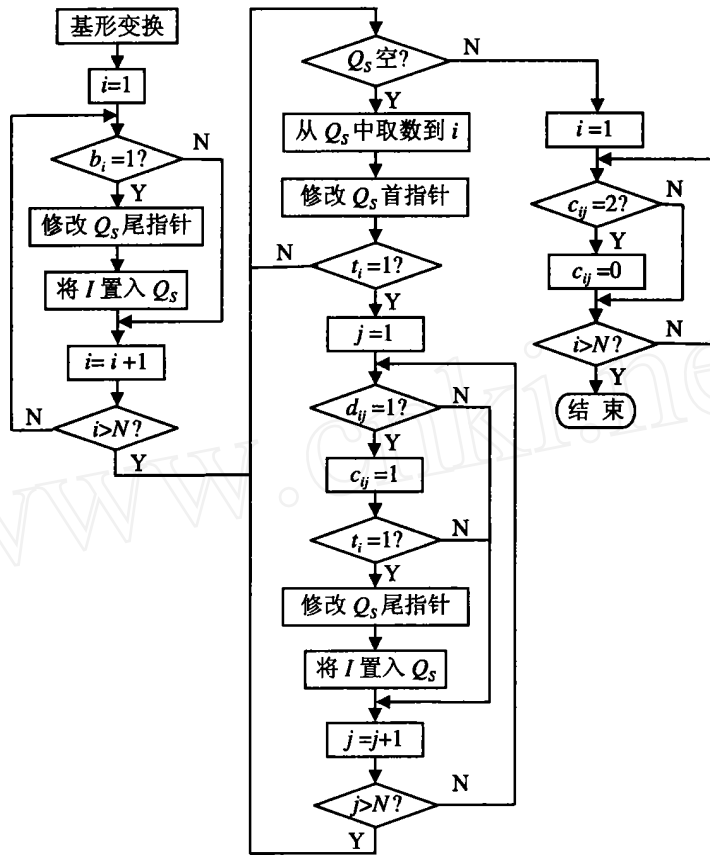 基形变换
i=1
b_i=1?
N
Y
修改 Q_S 尾指针
将 I 置入 Q_S
i= i +1
N
i>N?
Y
Q_S 空?
N
Y
从 Q_S 中取数到 i
修改 Q_S 首指针
N
t_i=1?
Y
j=1
d_ij=1?
N
Y
c_ij=1
t_i=1?
N
Y
修改 Q_S 尾指针
将 I 置入 Q_S
j=j+1
j>N?
N
Y
i=1
c_ij=2?
N
Y
c_ij=0
i>N?
N
Y
结 束
www.cnki.ne